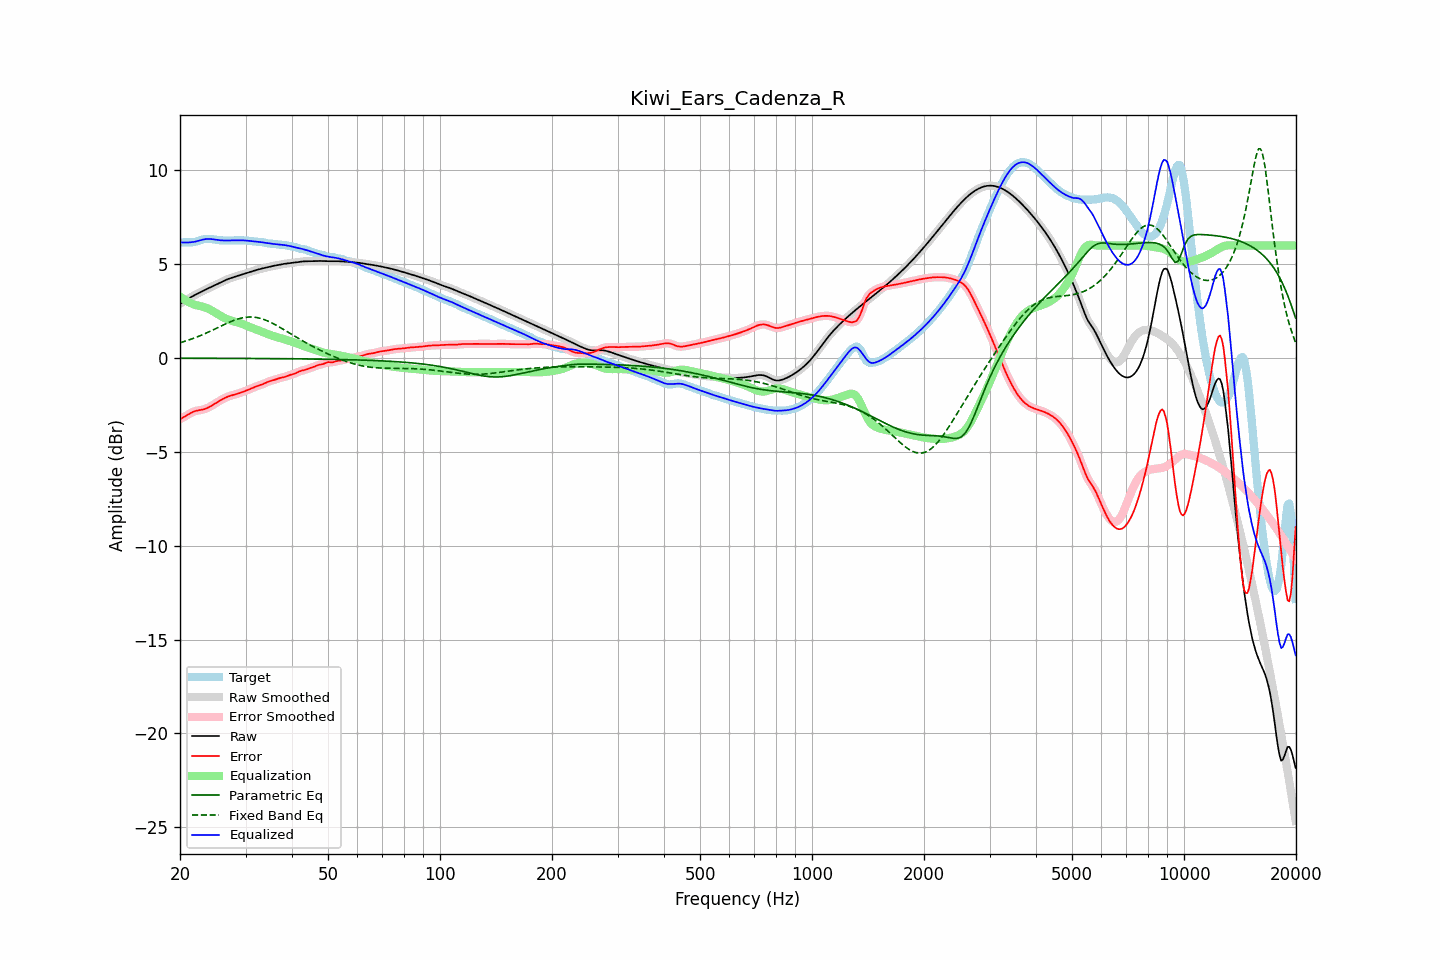 Kiwi_Ears_Cadenza_R
Amplitude (dBr)
10
5
0
−5
−10
−15
−20
−25
Target
Raw Smoothed
Error Smoothed
Raw
Error
Equalization
Parametric Eq
Fixed Band Eq
Equalized
20 50 100 200 500 1000 2000 5000 10000 20000
Frequency (Hz)